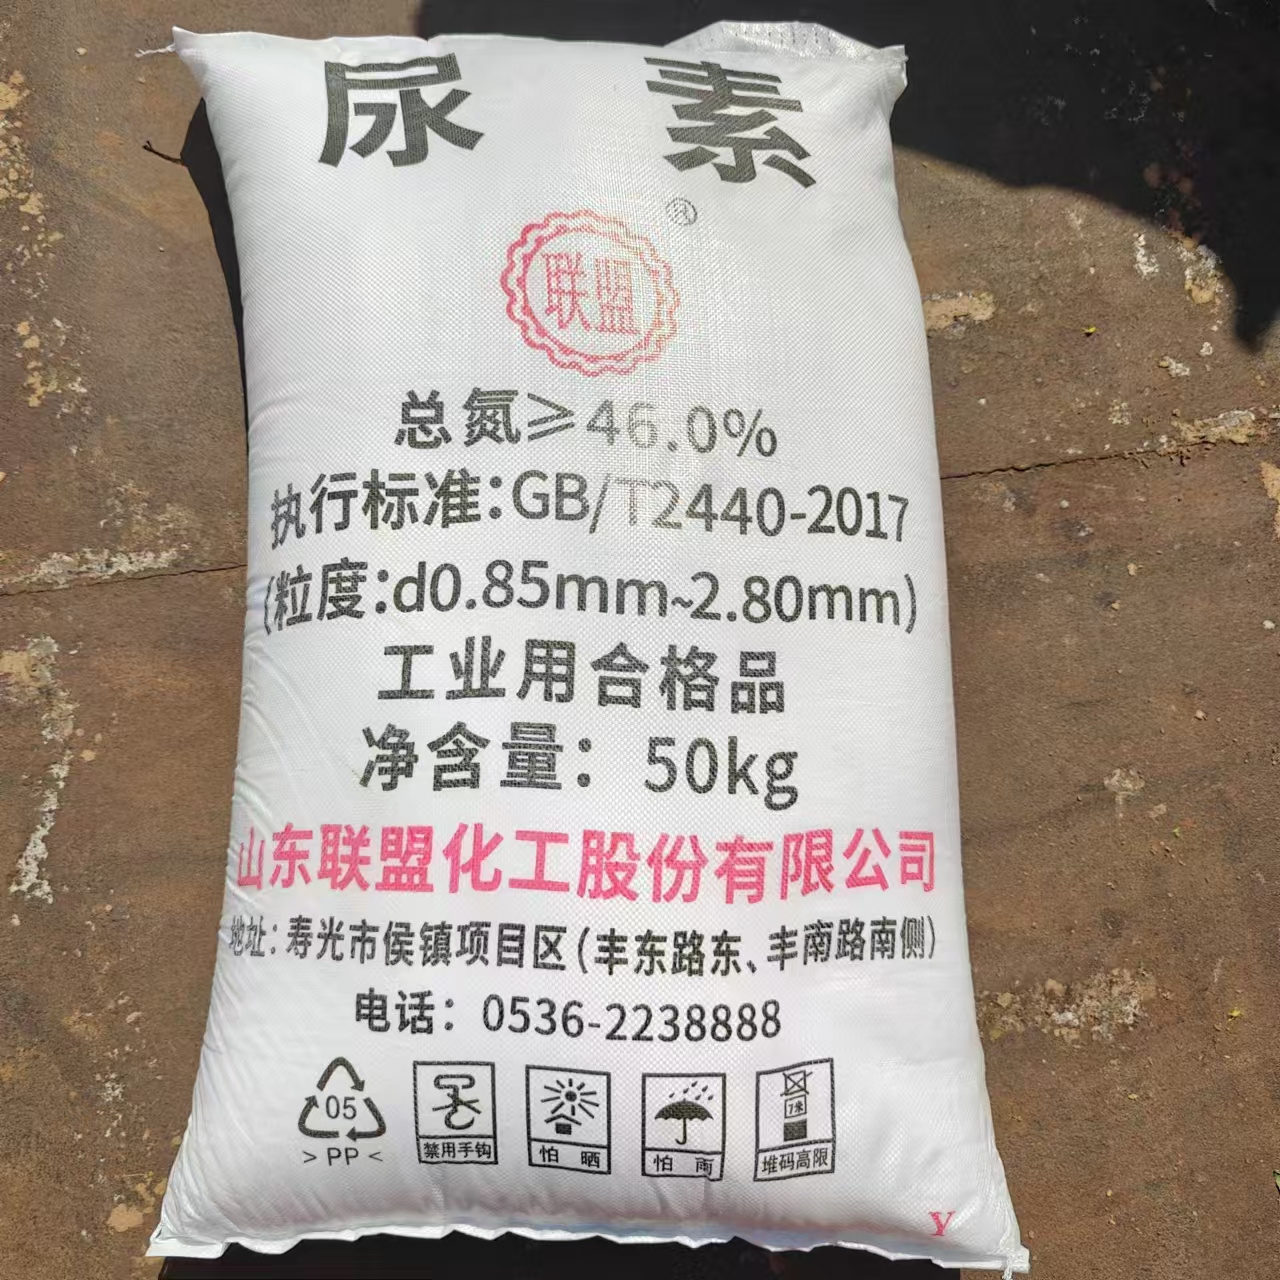 尿素
®
联盟
总氮≥46.0%
执行标准:GB/T2440-2017
(粒度:d0.85mm~2.80mm)
工业用合格品
净含量：50kg
山东联盟化工股份有限公司
地址：寿光市侯镇项目区(丰东路东、丰南路南侧)
电话：0536-2238888
05
>PP<
禁用手钩
怕晒
怕雨
7米
堆码高限
Y